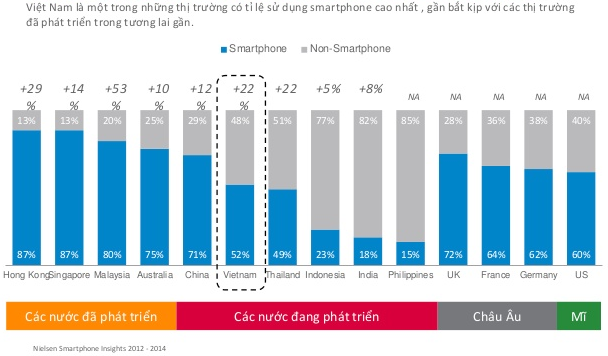 Việt Nam là một trong những thị trường có tỉ lệ sử dụng smartphone cao nhất , gần bắt kịp với các thị trường
đã phát triển trong tương lai gần.
Smartphone Non-Smartphone
+29 % +14 % +53 % +10 % +12 % +22 % +22 +5% +8% NA NA NA NA NA
13% 13% 20% 25% 29% 48% 51% 77% 82% 85% 28% 36% 38% 40%
87% 87% 80% 75% 71% 52% 49% 23% 18% 15% 72% 64% 62% 60%
Hong Kong Singapore Malaysia Australia China Vietnam Thailand Indonesia India Philippines UK France Germany US
Các nước đã phát triển Các nước đang phát triển Châu Âu Mĩ
Nielsen Smartphone Insights 2012 - 2014